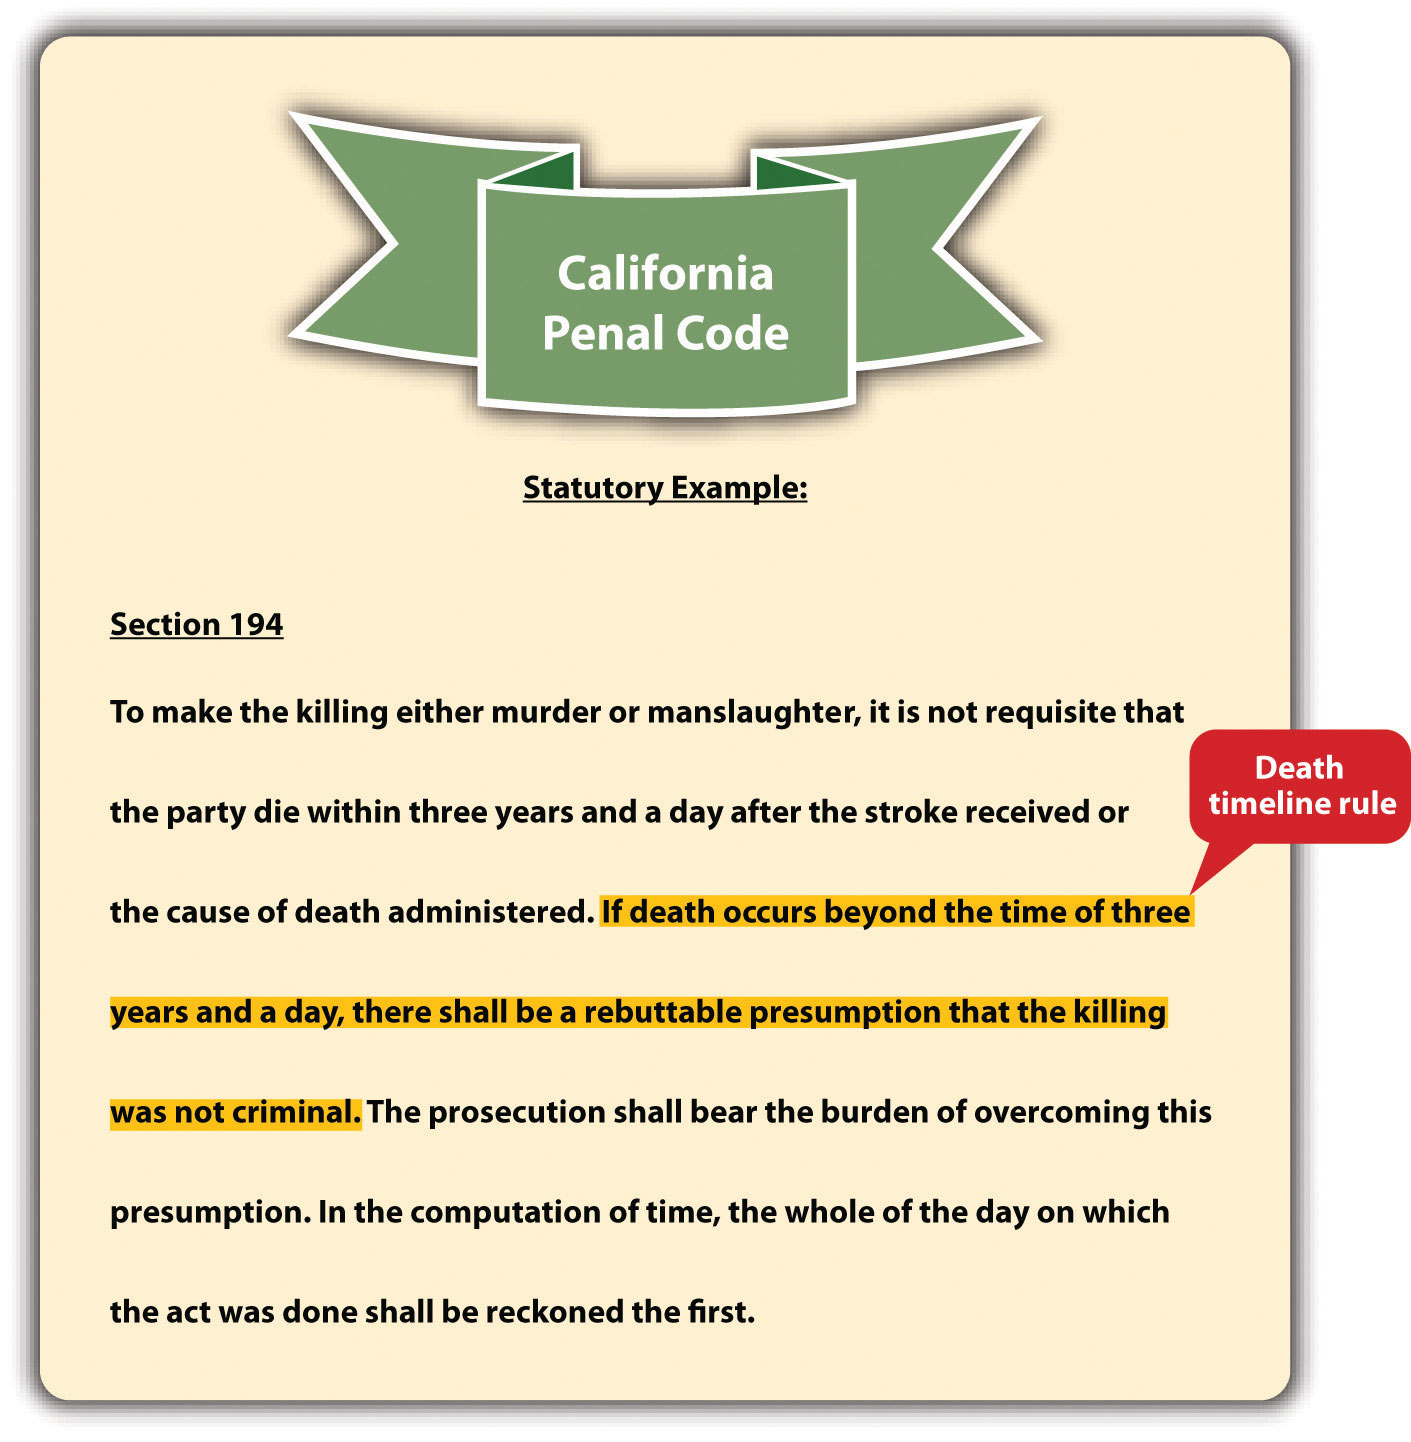 California
Penal Code
Statutory Example:
Section 194
To make the killing either murder or manslaughter, it is not requisite that
Death
timeline rule
the party die within three years and a day after the stroke received or
the cause of death administered. If death occurs beyond the time of three
years and a day, there shall be a rebuttable presumption that the killing
was not criminal. The prosecution shall bear the burden of overcoming this
presumption. In the computation of time, the whole of the day on which
the act was done shall be reckoned the first.